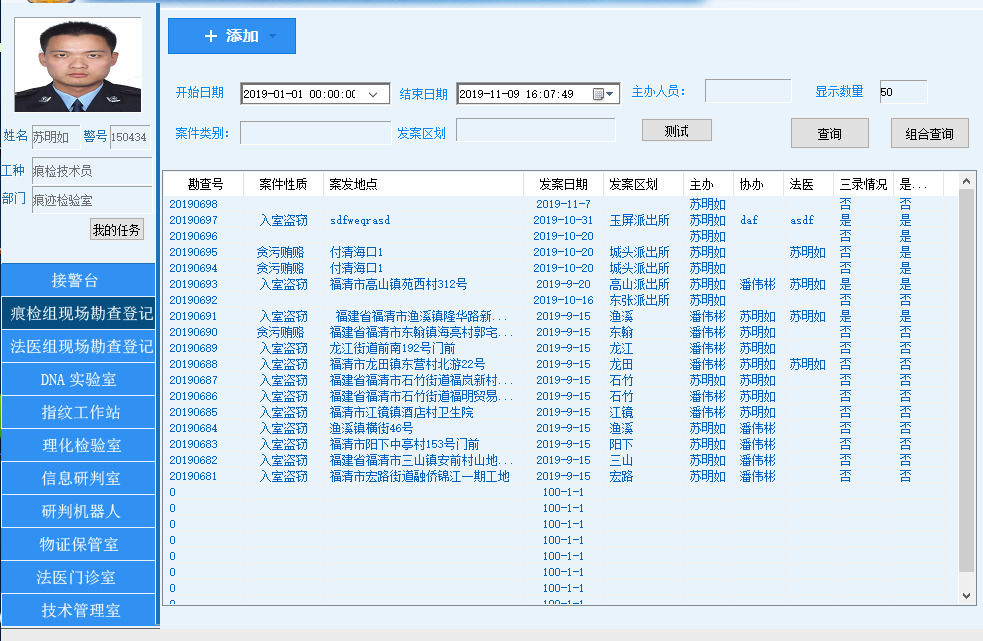 添加
开始日期 2019-01-01 00:00:00 结束日期 2019-11-09 16:07:49 主办人员: 显示数量 50
案件类别: 发案区划 测试 查询 组合查询
姓名 苏明如 警号 150434
工种 痕检技术员
部门 痕迹检验室
我的任务
接警台
痕检组现场勘查登记
法医组现场勘查登记
DNA 实验室
指纹工作站
理化检验室
信息研判室
研判机器人
物证保管室
法医门诊室
技术管理室
勘查号 案件性质 案发地点 发案日期 发案区划 主办 协办 法医 三录情况 是...
20190698 2019-11-7 苏明如 否 否
20190697 入室盗窃 sdfweqrasd 2019-10-31 玉屏派出所 苏明如 daf asdf 是 是
20190696 2019-10-20 苏明如 否 是
20190695 贪污贿赂 付清海口1 2019-10-20 城头派出所 苏明如 苏明如 是 是
20190694 贪污贿赂 付清海口1 2019-10-20 城头派出所 苏明如 否 是
20190693 入室盗窃 福清市高山镇苑西村312号 2019-9-20 高山派出所 苏明如 潘伟彬 苏明如 是 是
20190692 2019-10-16 东张派出所 苏明如 否 否
20190691 入室盗窃 福建省福清市渔溪镇隆华路新... 2019-9-15 渔溪 潘伟彬 苏明如 苏明如 是 是
20190690 贪污贿赂 福建省福清市东翰镇海亮村郭宅... 2019-9-15 东翰 潘伟彬 苏明如 否 否
20190689 入室盗窃 龙江街道前南192号门前 2019-9-15 龙江 潘伟彬 苏明如 否 否
20190688 入室盗窃 福清市龙田镇东营村北游22号 2019-9-15 龙田 潘伟彬 苏明如 苏明如 否 否
20190687 入室盗窃 福建省福清市石竹街道福岚新村... 2019-9-15 石竹 潘伟彬 苏明如 否 否
20190686 入室盗窃 福建省福清市石竹街道福明贸易... 2019-9-15 石竹 潘伟彬 苏明如 否 否
20190685 入室盗窃 福清市江镜镇酒店村卫生院 2019-9-15 江镜 潘伟彬 苏明如 否 否
20190684 入室盗窃 渔溪镇横街46号 2019-9-15 渔溪 潘伟彬 苏明如 否 否
20190683 入室盗窃 福清市阳下中亭村153号门前 2019-9-15 阳下 苏明如 潘伟彬 否 否
20190682 入室盗窃 福建省福清市三山镇安前村山地... 2019-9-15 三山 苏明如 潘伟彬 否 否
20190681 入室盗窃 福清市宏路街道融侨锦江一期工地 2019-9-15 宏路 苏明如 潘伟彬 否 否
0 100-1-1
0 100-1-1
0 100-1-1
0 100-1-1
0 100-1-1
0 100-1-1
0 100-1-1
0 100-1-1